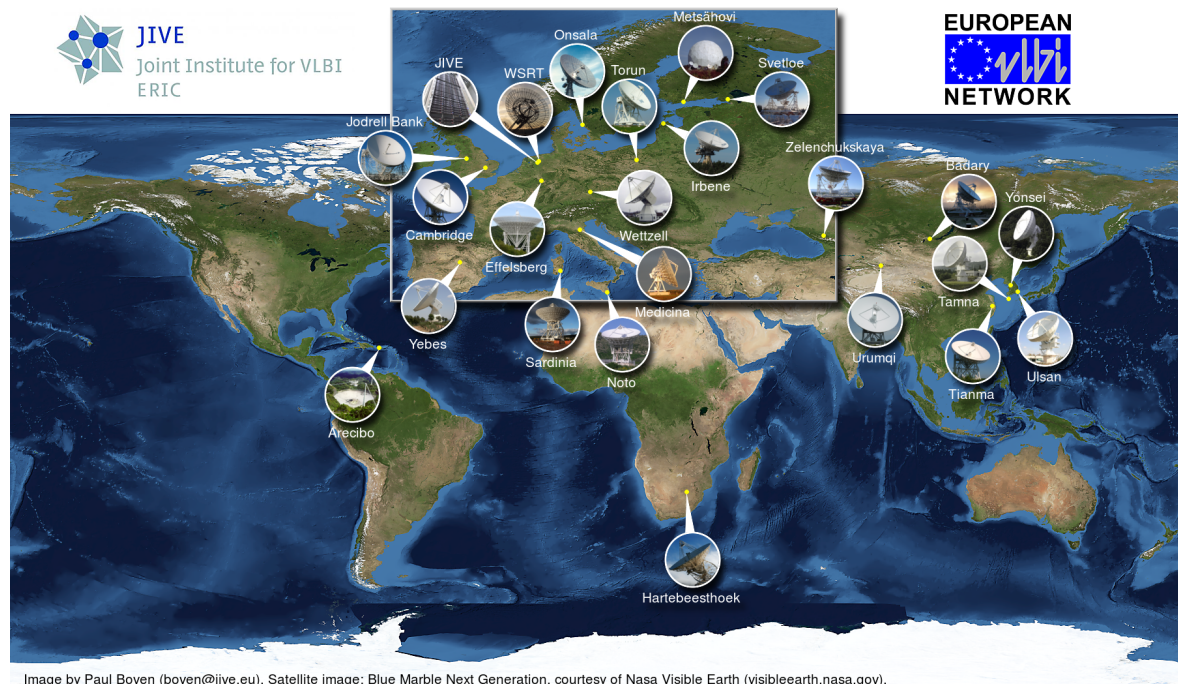 JIVE
Joint Institute for VLBI
ERIC
EUROPEAN
vlbi
NETWORK
Metsähovi
Onsala
JIVE
WSRT
Torun
Svetloe
Jodrell Bank
Irbene
Zelenchukskaya
Badary
Yonsei
Cambridge
Effelsberg
Wettzell
Tamna
Medicina
Yebes
Sardinia
Noto
Urumqi
Ulsan
Tianma
Arecibo
Hartebeesthoek
Image by Paul Boven (boven@jive.eu). Satellite image: Blue Marble Next Generation, courtesy of Nasa Visible Earth (visibleearth.nasa.gov).